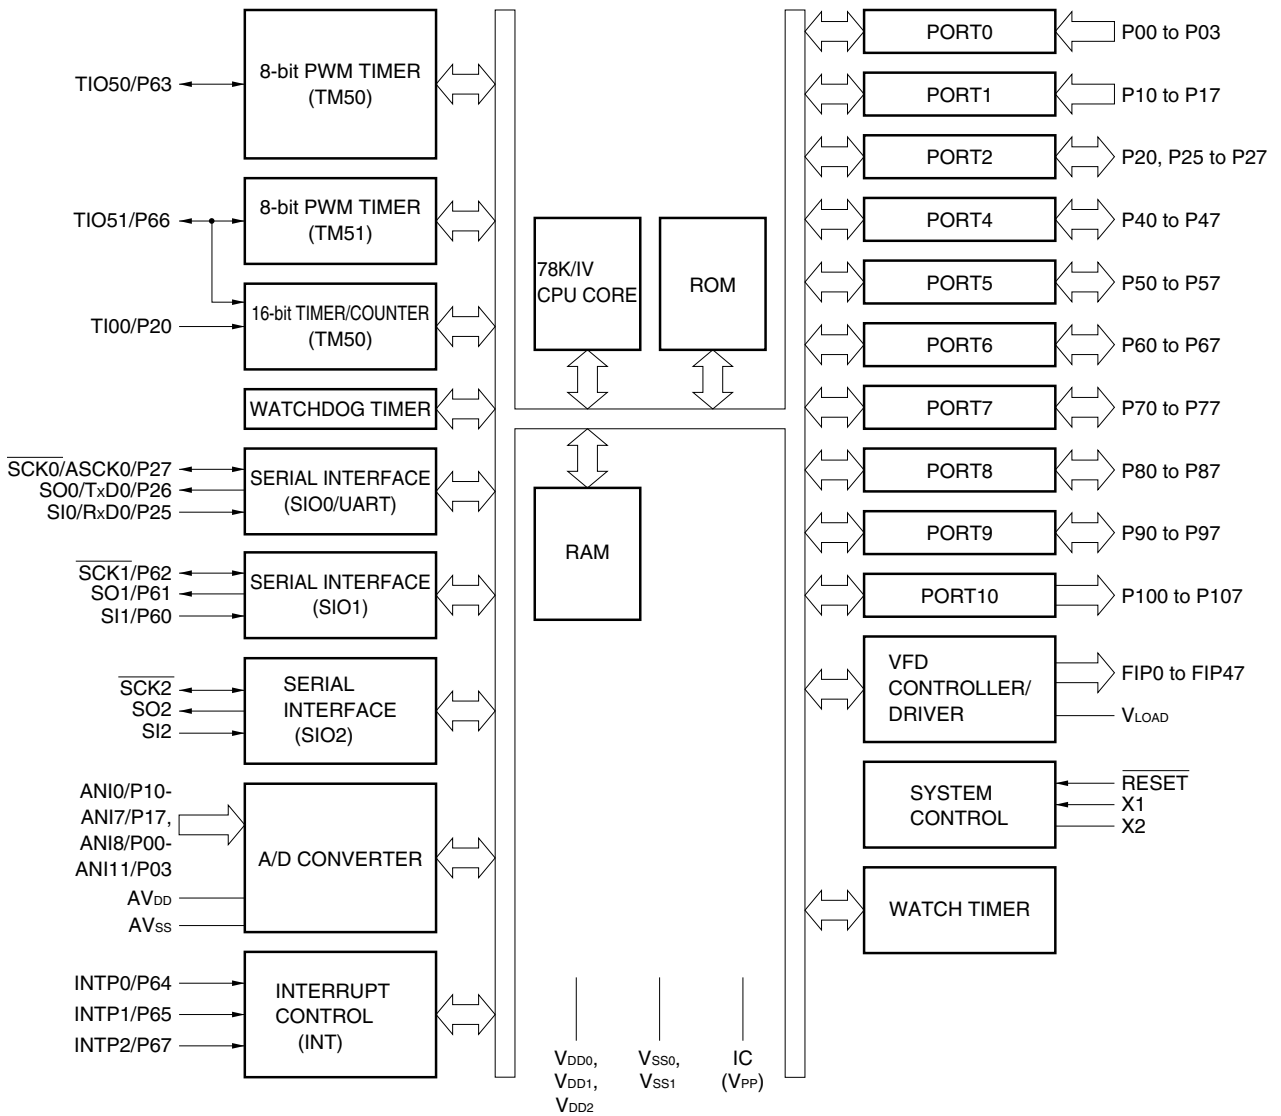 TIO50/P63
8-bit PWM TIMER
(TM50)
TIO51/P66
8-bit PWM TIMER
(TM51)
TI00/P20
16-bit TIMER/COUNTER
(TM50)
WATCHDOG TIMER
SCK0/ASCK0/P27
SO0/TxD0/P26
SI0/RxD0/P25
SERIAL INTERFACE
(SIO0/UART)
SCK1/P62
SO1/P61
SI1/P60
SERIAL INTERFACE
(SIO1)
SCK2
SO2
SI2
SERIAL
INTERFACE
(SIO2)
ANI0/P10-
ANI7/P17,
ANI8/P00-
ANI11/P03
AVDD
AVSS
A/D CONVERTER
INTP0/P64
INTP1/P65
INTP2/P67
INTERRUPT
CONTROL
(INT)
78K/IV
CPU CORE
ROM
RAM
VDD0,
VDD1,
VDD2
VSS0,
VSS1
IC
(VPP)
PORT0
P00 to P03
PORT1
P10 to P17
PORT2
P20, P25 to P27
PORT4
P40 to P47
PORT5
P50 to P57
PORT6
P60 to P67
PORT7
P70 to P77
PORT8
P80 to P87
PORT9
P90 to P97
PORT10
P100 to P107
VFD
CONTROLLER/
DRIVER
FIP0 to FIP47
VLOAD
SYSTEM
CONTROL
RESET
X1
X2
WATCH TIMER